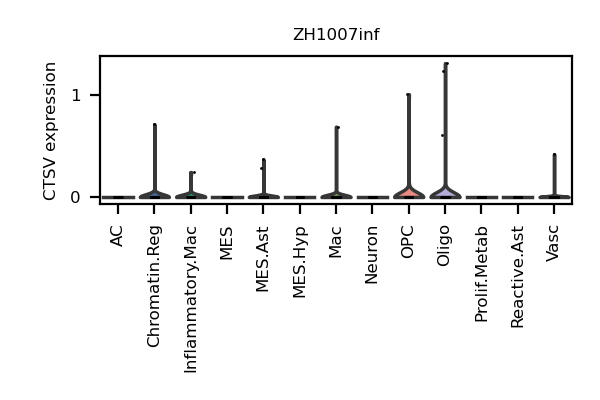 ZH1007inf
CTSV expression
1
0
AC
Chromatin.Reg
Inflammatory.Mac
MES
MES.Ast
MES.Hyp
Mac
Neuron
OPC
Oligo
Prolif.Metab
Reactive.Ast
Vasc